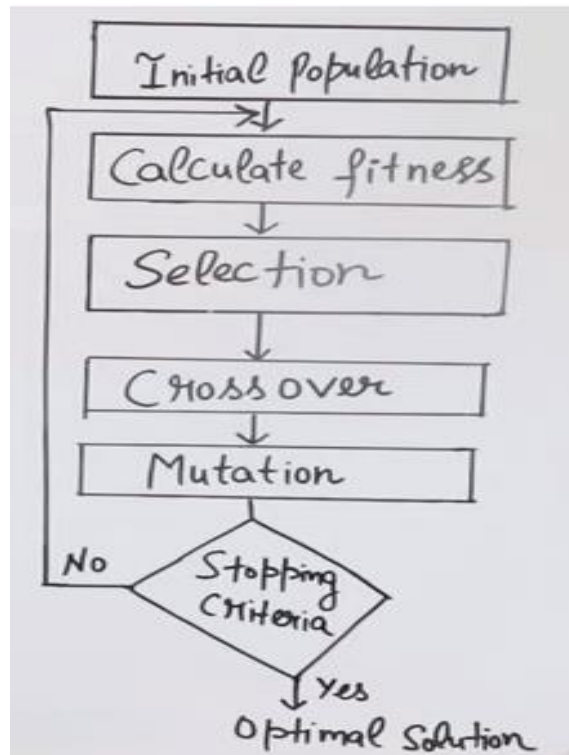 Initial Population
Calculate fitness
Selection
Crossover
Mutation
No
Stopping
Criteria
Yes
Optimal Solution